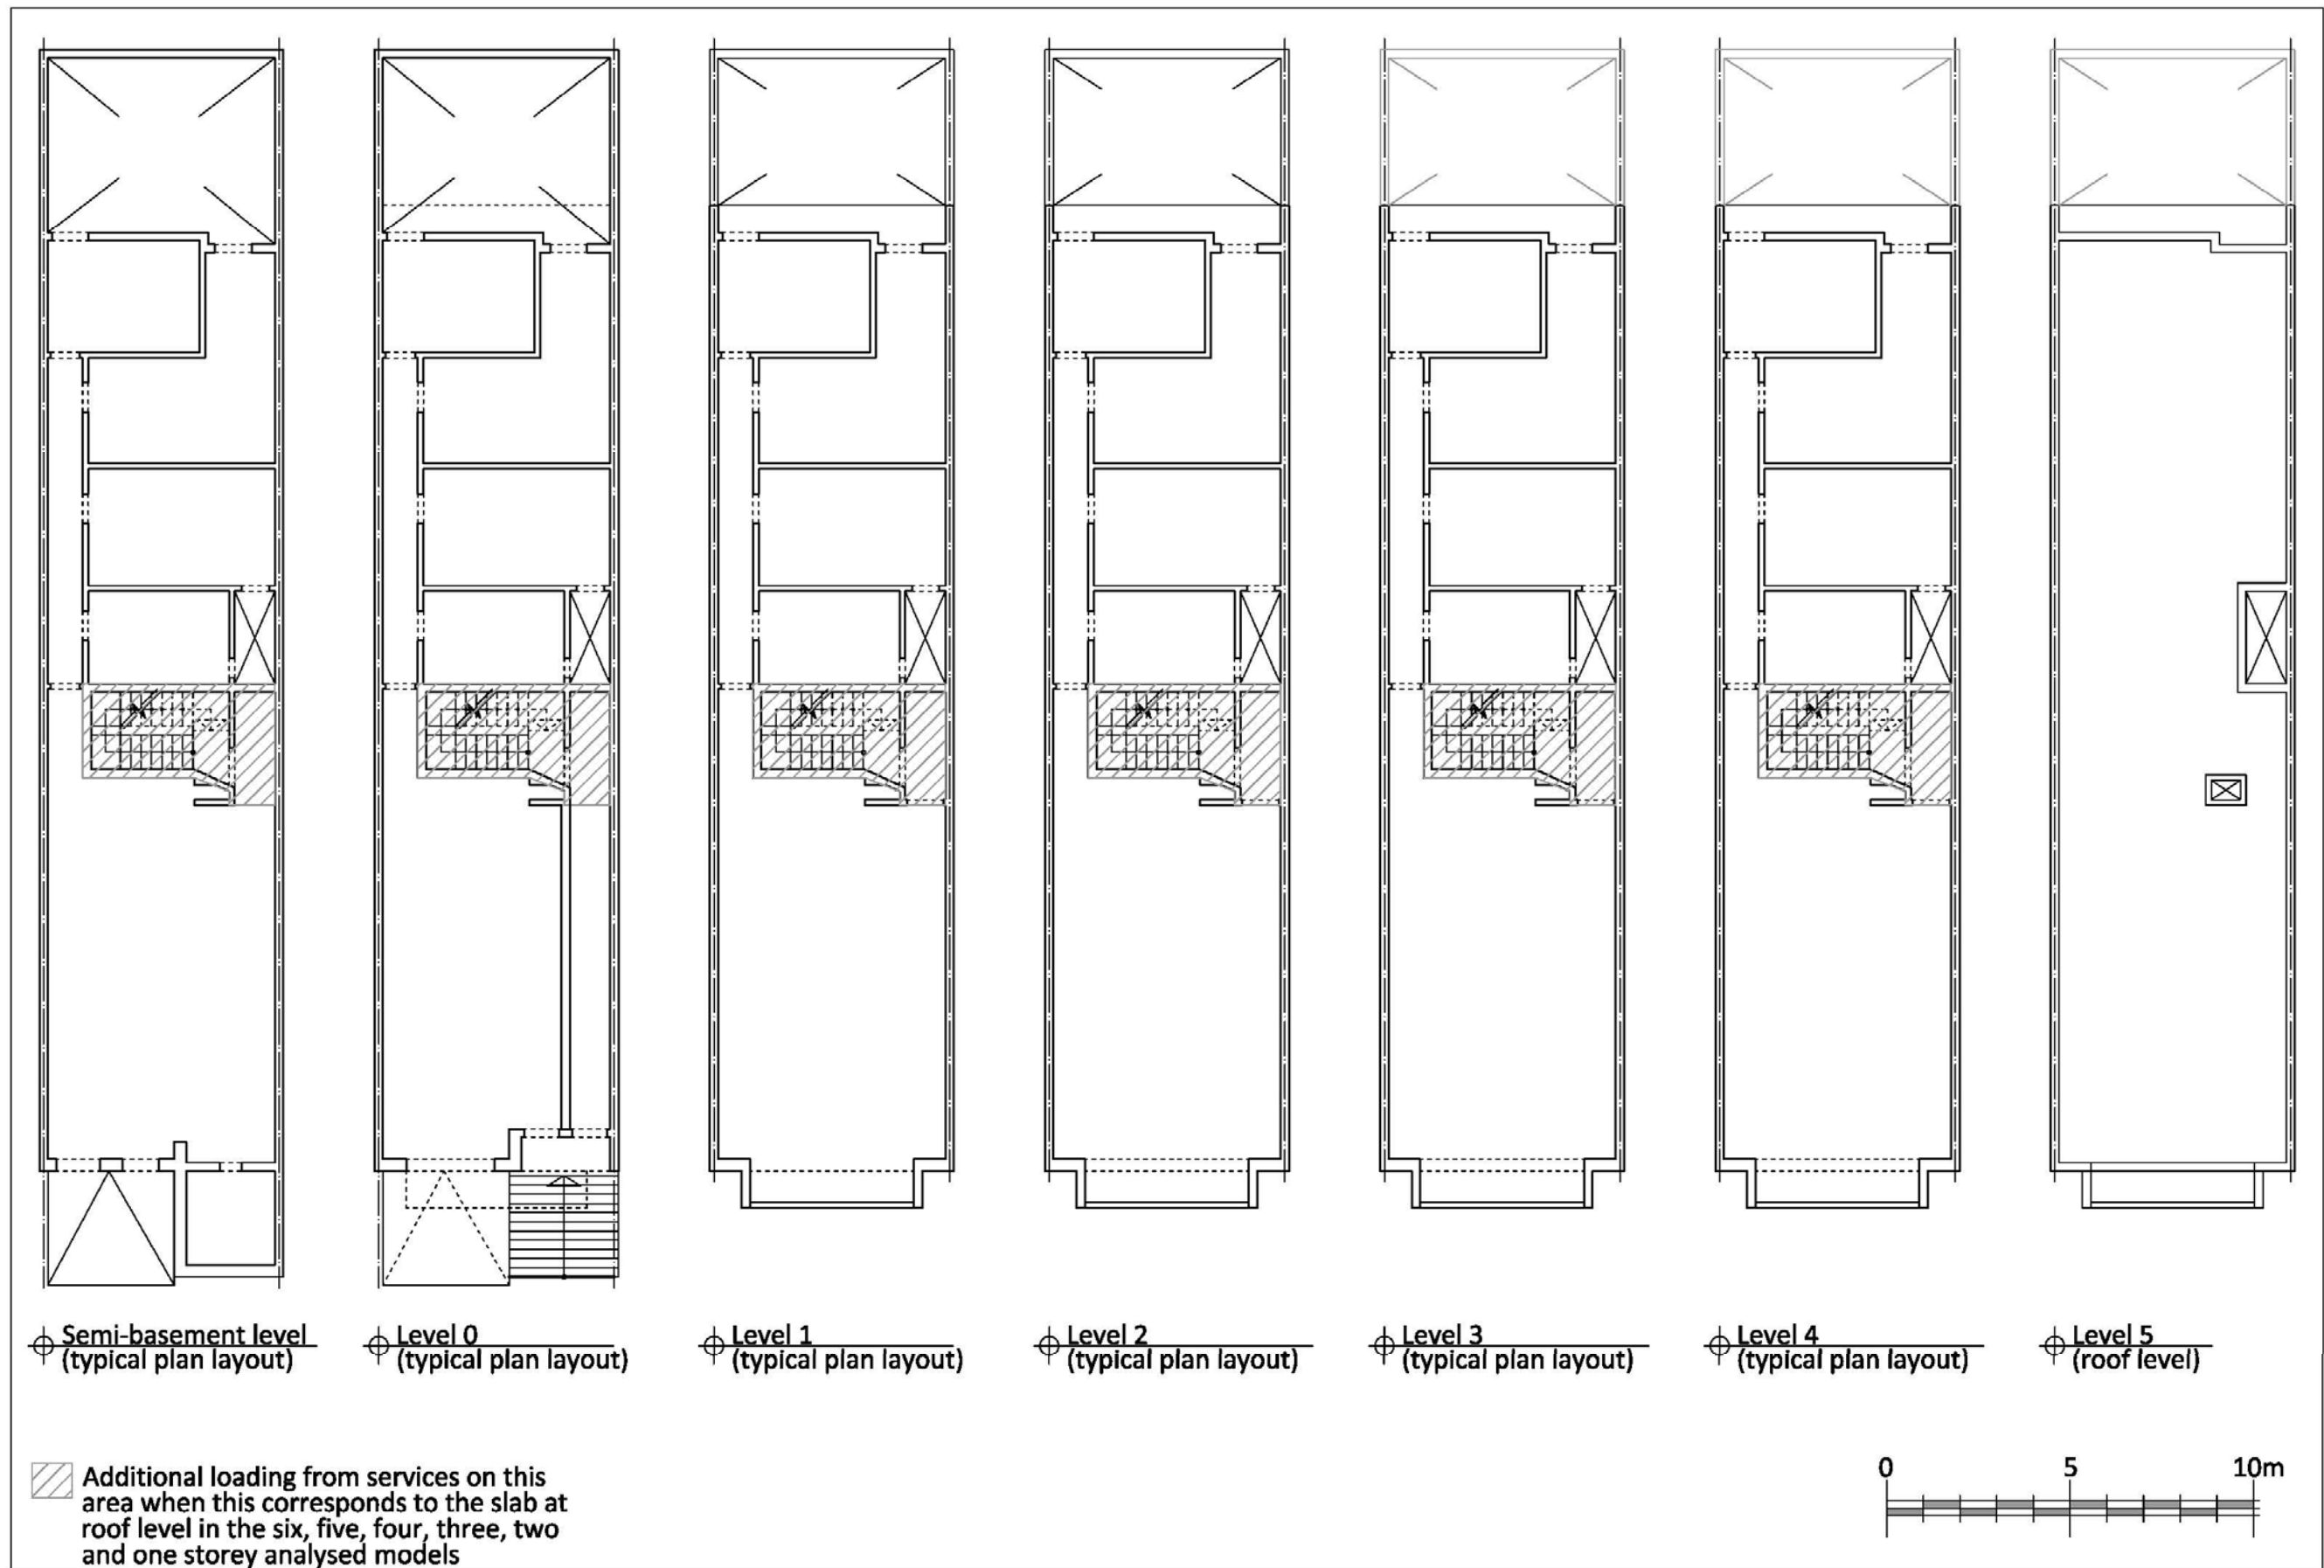 Semi-basement level
(typical plan layout)
Level 0
(typical plan layout)
Level 1
(typical plan layout)
Level 2
(typical plan layout)
Level 3
(typical plan layout)
Level 4
(typical plan layout)
Level 5
(roof level)
Additional loading from services on this
area when this corresponds to the slab at
roof level in the six, five, four, three, two
and one storey analysed models
0 5 10m